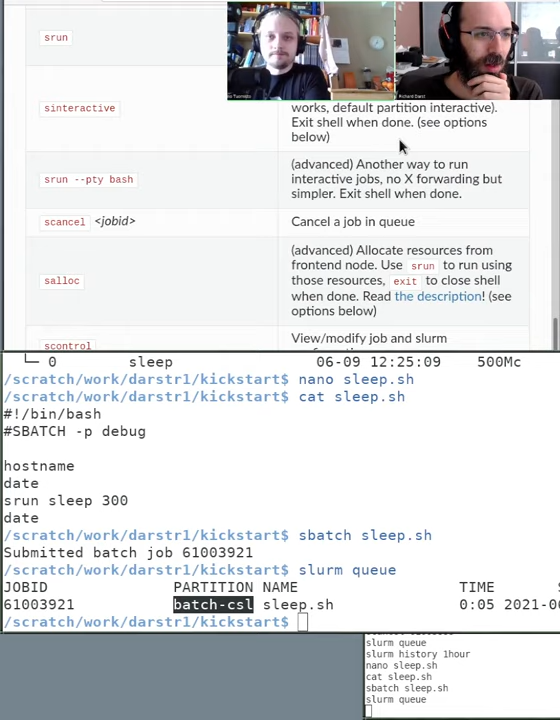 srun
sinteractive
works, default partition interactive).
Exit shell when done. (see options
below)
srun --pty bash
(advanced) Another way to run
interactive jobs, no X forwarding but
simpler. Exit shell when done.
scancel <jobid>
Cancel a job in queue
salloc
(advanced) Allocate resources from
frontend node. Use srun to run using
those resources, exit to close shell
when done. Read the description! (see
options below)
scontrol
View/modify job and slurm
Richard Darst
└─ 0 sleep 06-09 12:25:09 500Mc
/scratch/work/darstr1/kickstart$ nano sleep.sh
/scratch/work/darstr1/kickstart$ cat sleep.sh
#!/bin/bash
#SBATCH -p debug
hostname
date
srun sleep 300
date
/scratch/work/darstr1/kickstart$ sbatch sleep.sh
Submitted batch job 61003921
/scratch/work/darstr1/kickstart$ slurm queue
JOBID PARTITION NAME TIME
61003921 batch-csl sleep.sh 0:05 2021-0
/scratch/work/darstr1/kickstart$
slurm queue
slurm history 1hour
nano sleep.sh
cat sleep.sh
sbatch sleep.sh
slurm queue